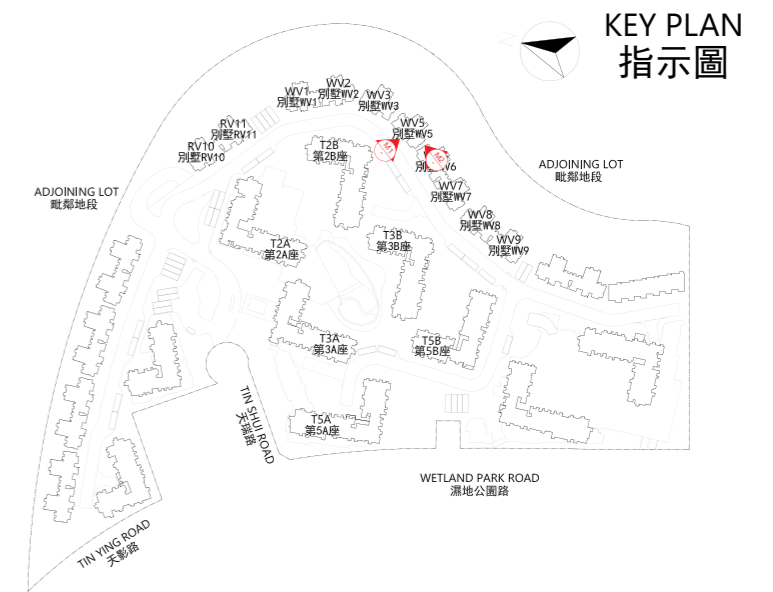 KEY PLAN
指示圖
N
WV2
別墅WV2
WV1
別墅WV1
WV3
別墅WV3
RV11
別墅RV11
WV5
別墅WV5
RV10
別墅RV10
T2B
第2B座
M1
M2
WV7
別墅WV7
ADJOINING LOT
毗鄰地段
ADJOINING LOT
毗鄰地段
WV8
別墅WV8
T3B
第3B座
T2A
第2A座
WV9
別墅WV9
T3A
第3A座
T5B
第5B座
TIN SHUI ROAD
天瑞路
T5A
第5A座
WETLAND PARK ROAD
濕地公園路
TIN YING ROAD
天影路